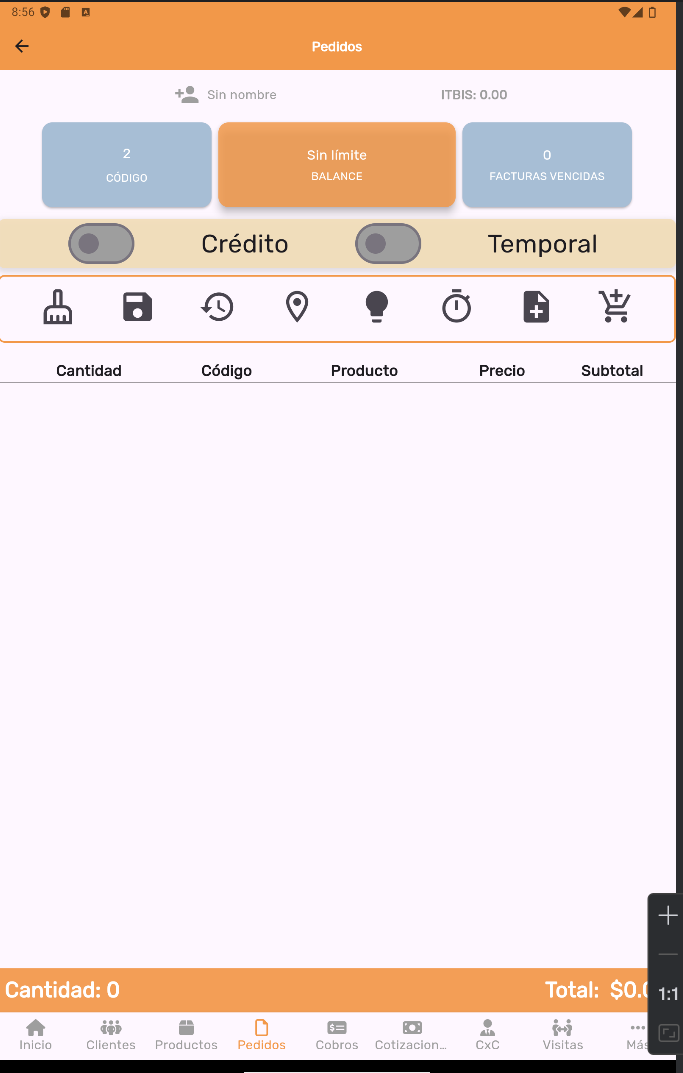 8:56
Pedidos
Sin nombre
ITBIS: 0.00
2
CÓDIGO
Sin límite
BALANCE
0
FACTURAS VENCIDAS
Crédito
Temporal
Cantidad Código Producto Precio Subtotal
Cantidad: 0
Total: $0.0
1:1
Inicio Clientes Productos Pedidos Cobros Cotizacion... CxC Visitas Más